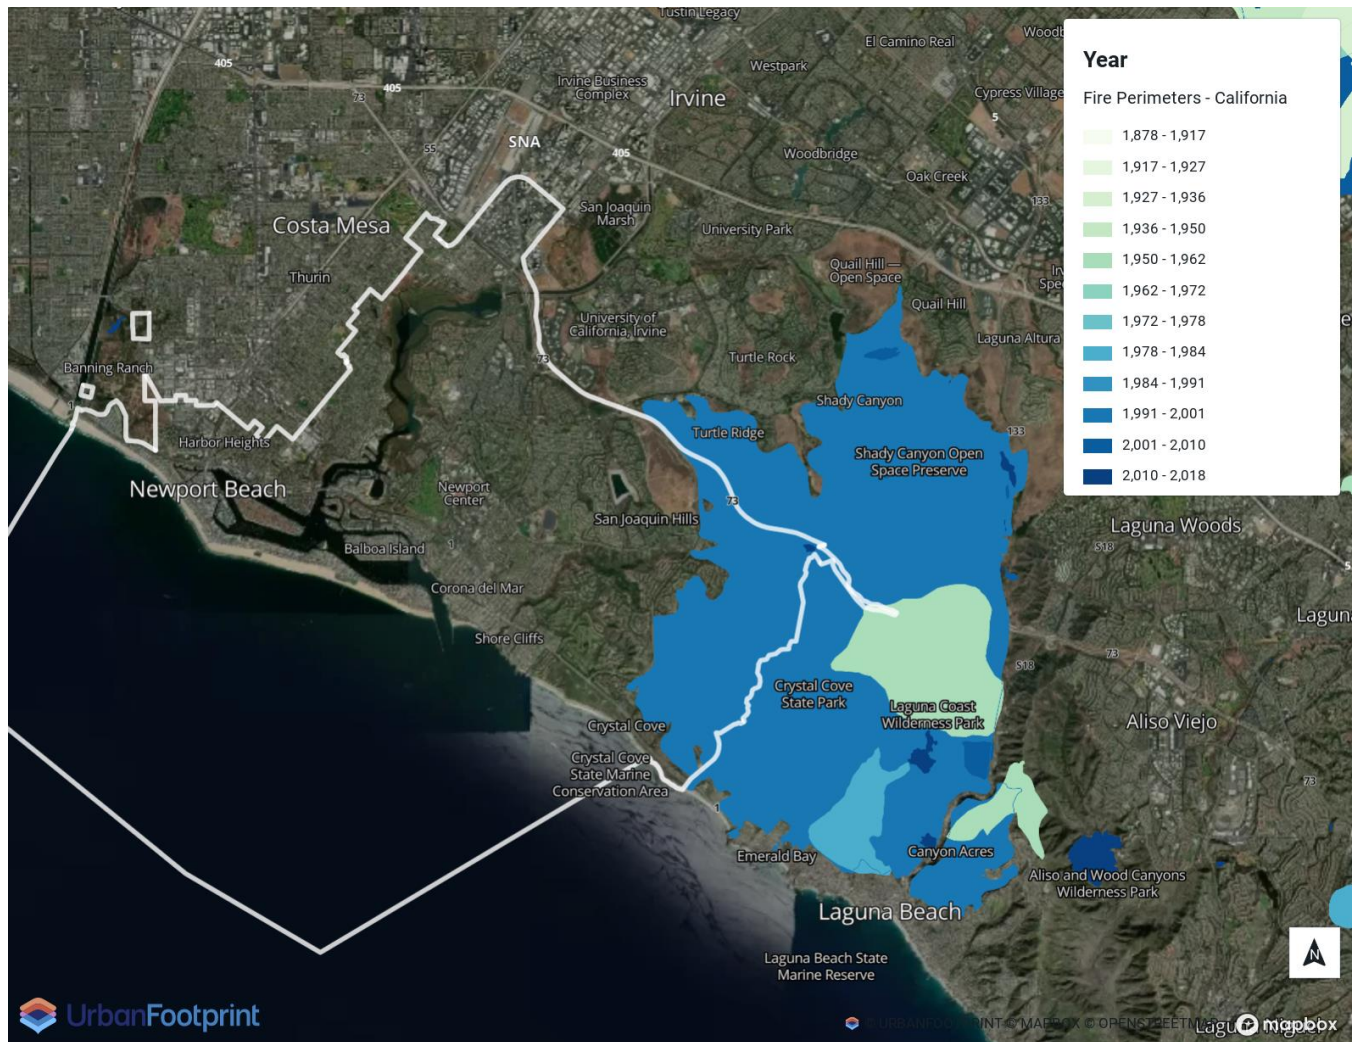 Tustin Legacy
El Camino Real
Westpark
Irvine Business
Complex
Irvine
Cypress Village
405
405
73
55
SNA
405
5
Woodbridge
Oak Creek
133
San Joaquin
Marsh
University Park
Costa Mesa
Thurin
Quail Hill —
Open Space
Quail Hill
University of
California, Irvine
Laguna Altura
Turtle Rock
73
Banning Ranch
1
Shady Canyon
Harbor Heights
Turtle Ridge
133
Shady Canyon Open
Space Preserve
Newport Beach
Newport
Center
73
San Joaquin Hills
Laguna Woods
518
Balboa Island
1
Corona del Mar
Shore Cliffs
73
518
Crystal Cove
State Park
Laguna Coast
Wilderness Park
Aliso Viejo
Crystal Cove
Crystal Cove
State Marine
Conservation Area
73
1
Emerald Bay
Canyon Acres
Aliso and Wood Canyons
Wilderness Park
Laguna Beach
Laguna Beach State
Marine Reserve
Year
Fire Perimeters - California
1,878 - 1,917
1,917 - 1,927
1,927 - 1,936
1,936 - 1,950
1,950 - 1,962
1,962 - 1,972
1,972 - 1,978
1,978 - 1,984
1,984 - 1,991
1,991 - 2,001
2,001 - 2,010
2,010 - 2,018
N
UrbanFootprint
© URBANFOOTPRINT © MAPBOX © OPENSTREETMAP
mapbox